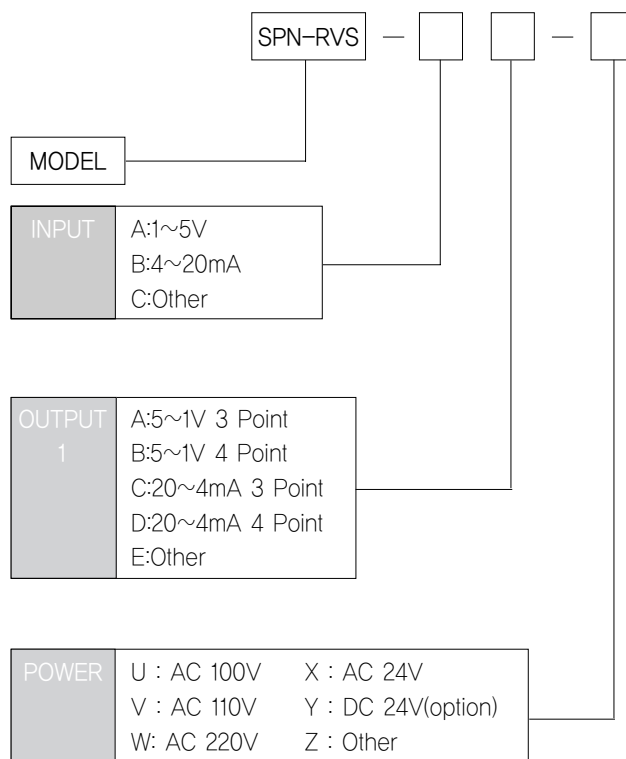 SPN-RVS — □ □ — □
MODEL
INPUT
A:1~5V
B:4~20mA
C:Other
OUTPUT
1
A:5~1V 3 Point
B:5~1V 4 Point
C:20~4mA 3 Point
D:20~4mA 4 Point
E:Other
POWER
U : AC 100V X : AC 24V
V : AC 110V Y : DC 24V(option)
W: AC 220V Z : Other